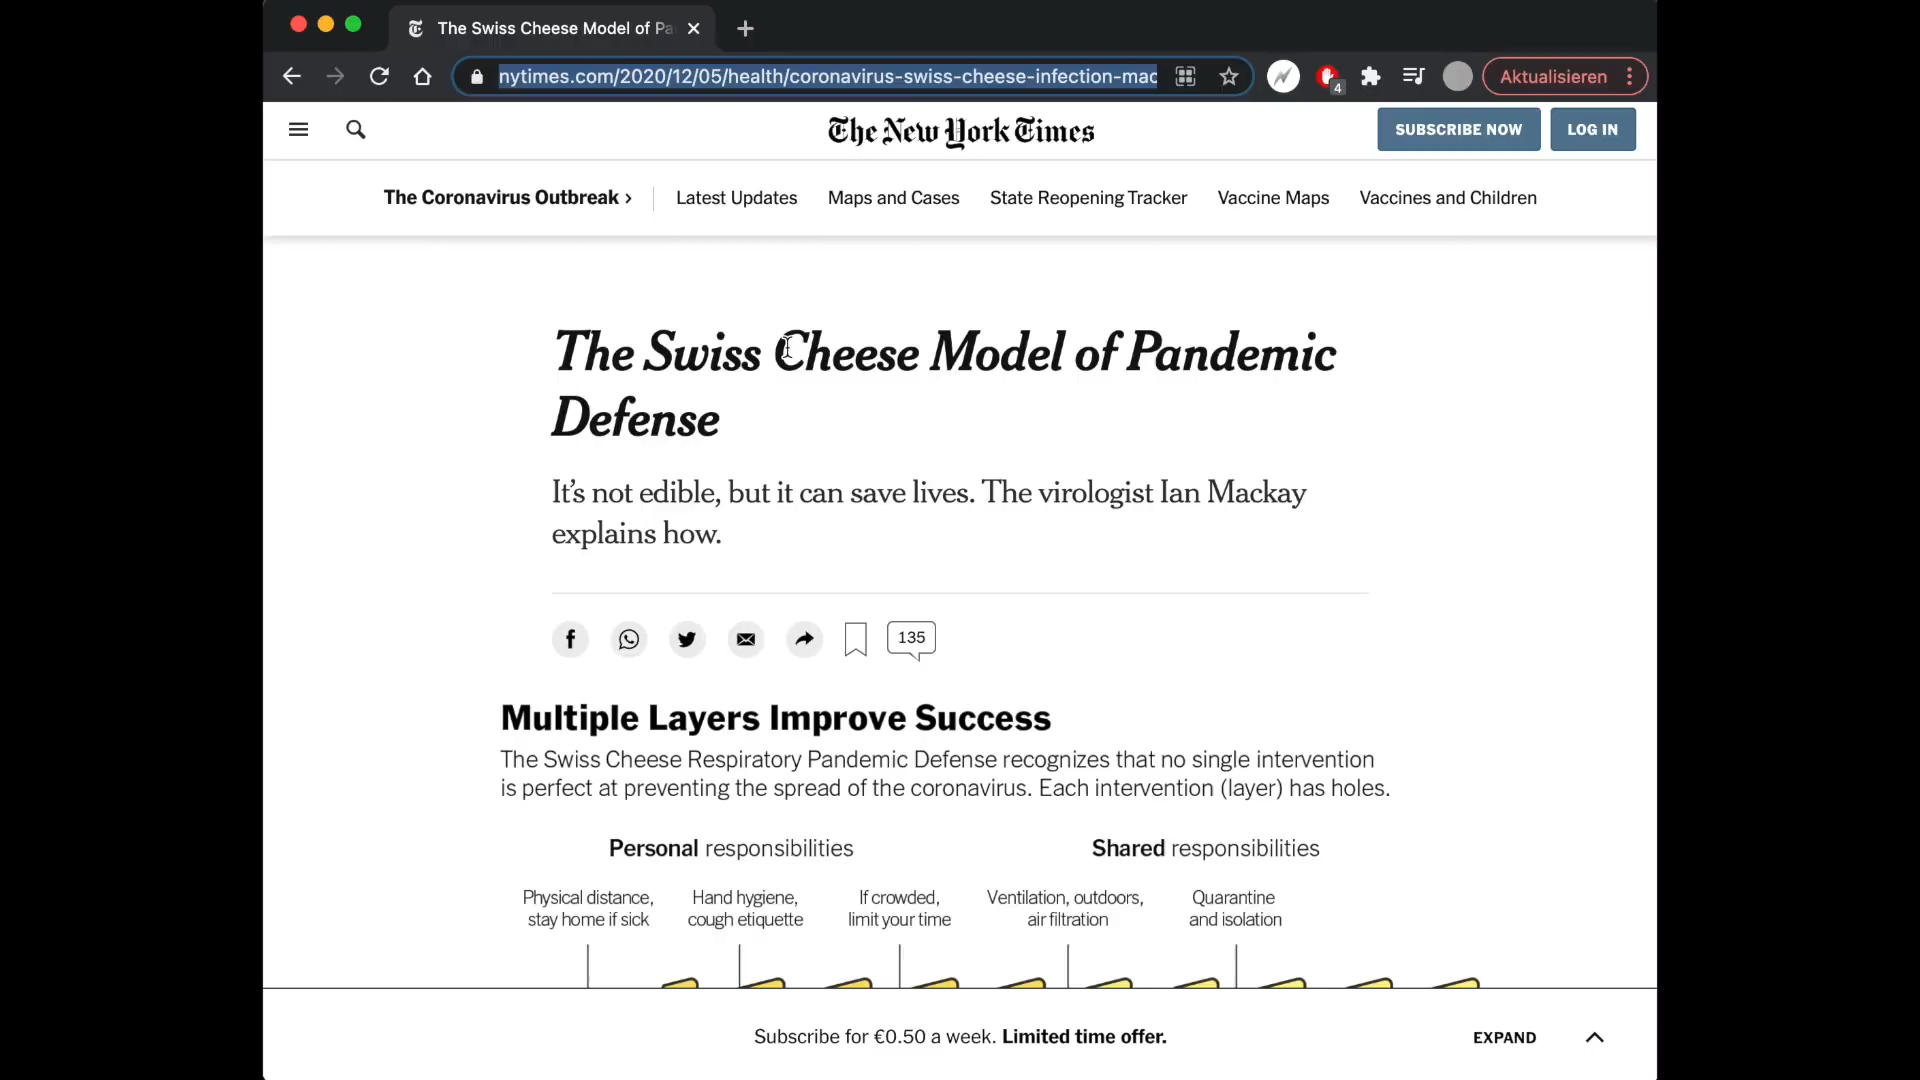 The Swiss Cheese Model of Pa
nytimes.com/2020/12/05/health/coronavirus-swiss-cheese-infection-mac
4
Aktualisieren
The New York Times
SUBSCRIBE NOW
LOG IN
The Coronavirus Outbreak ›
Latest Updates
Maps and Cases
State Reopening Tracker
Vaccine Maps
Vaccines and Children
The Swiss Cheese Model of Pandemic
Defense
It's not edible, but it can save lives. The virologist Ian Mackay
explains how.
135
Multiple Layers Improve Success
The Swiss Cheese Respiratory Pandemic Defense recognizes that no single intervention
is perfect at preventing the spread of the coronavirus. Each intervention (layer) has holes.
Personal responsibilities
Shared responsibilities
Physical distance,
stay home if sick
Hand hygiene,
cough etiquette
If crowded,
limit your time
Ventilation, outdoors,
air filtration
Quarantine
and isolation
Subscribe for €0.50 a week. Limited time offer.
EXPAND